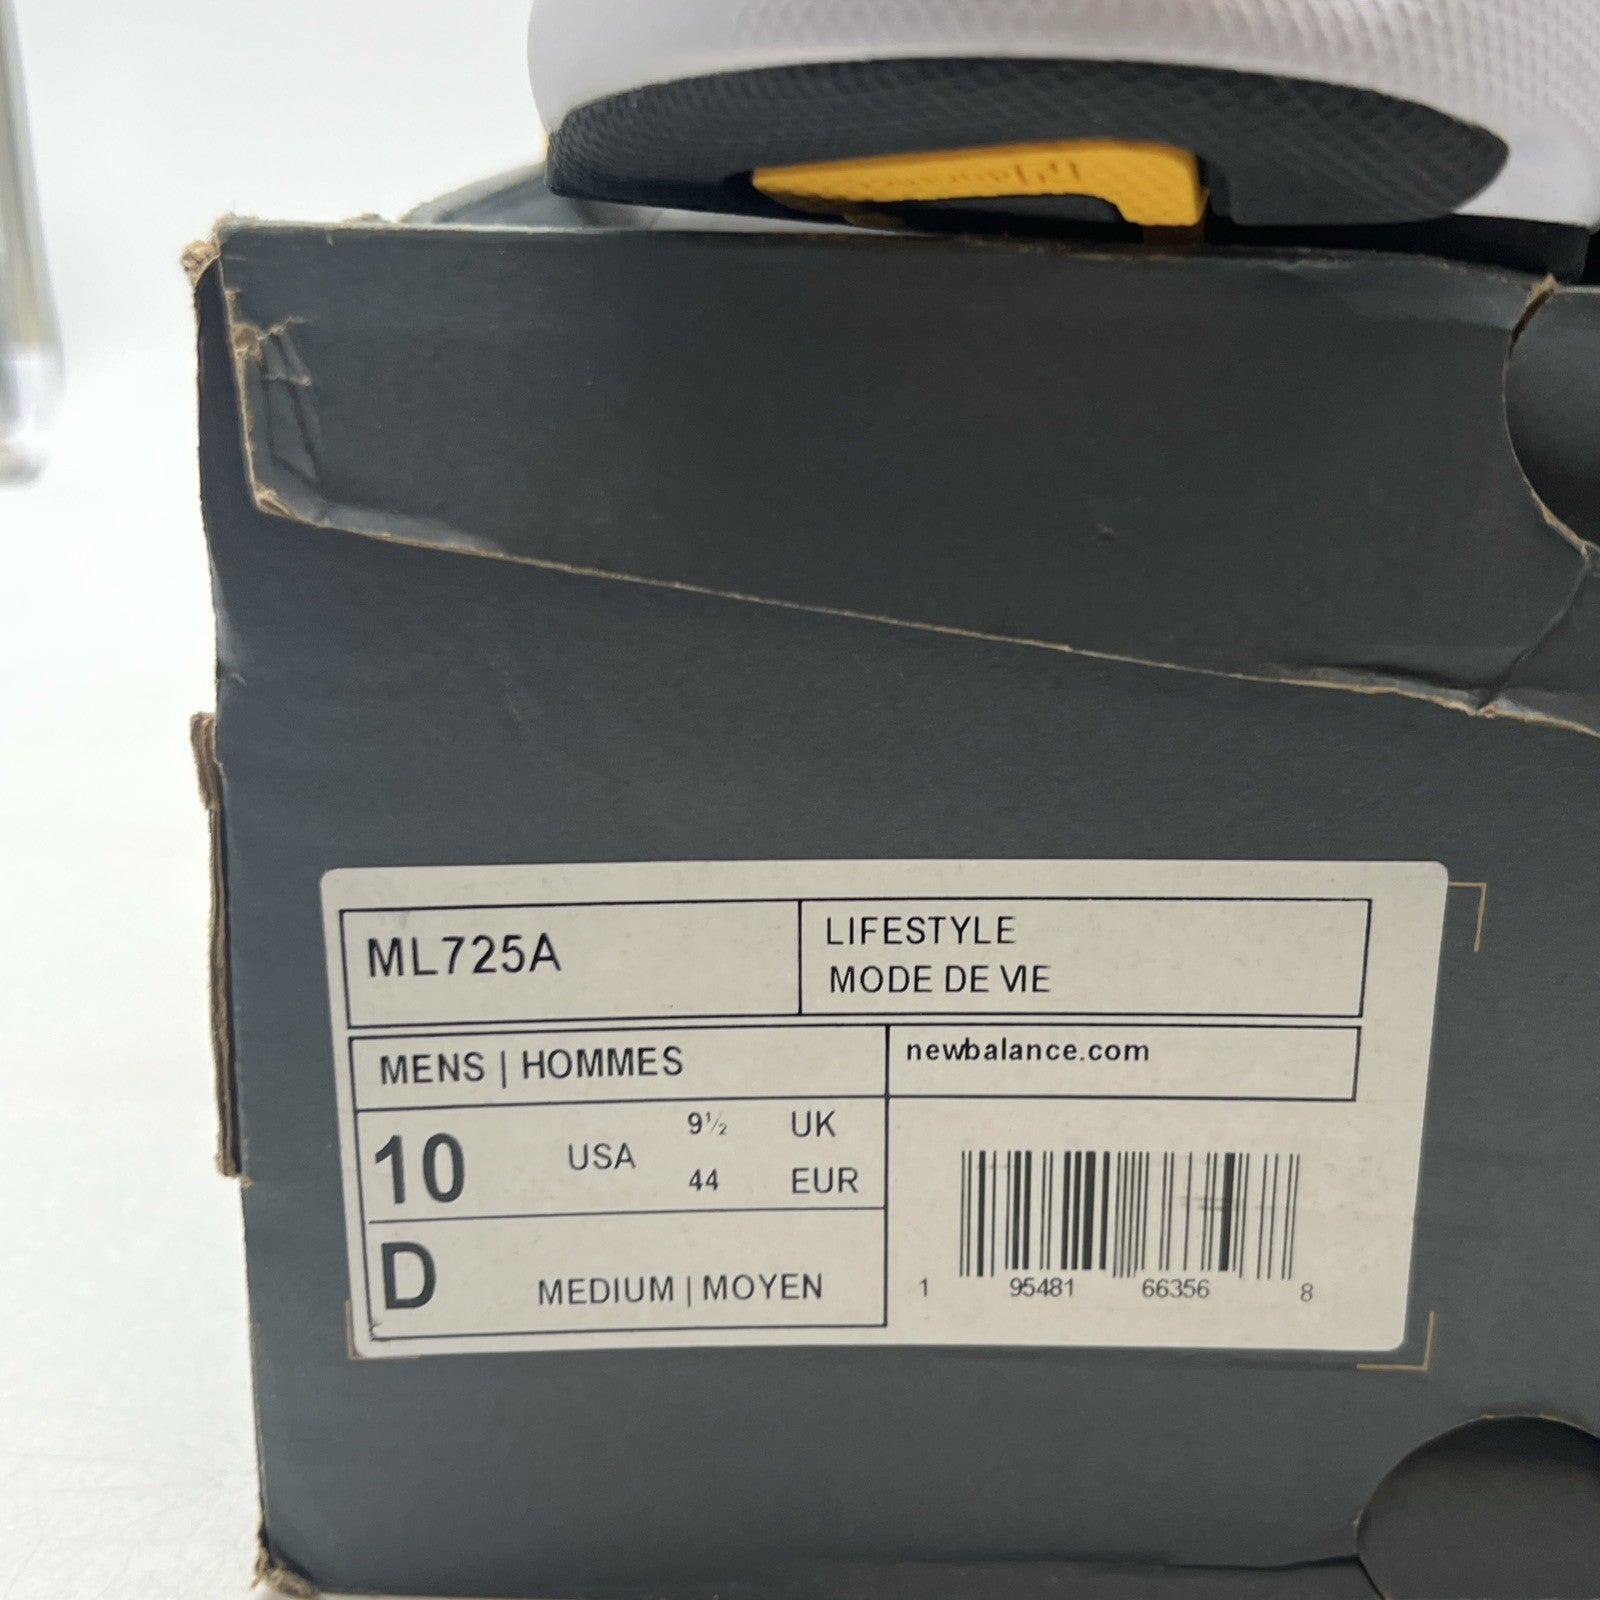 ML725A
LIFESTYLE
MODE DE VIE
MENS | HOMMES
newbalance.com
10 USA
9½ UK
44 EUR
D MEDIUM | MOYEN
1 95481 66356 8